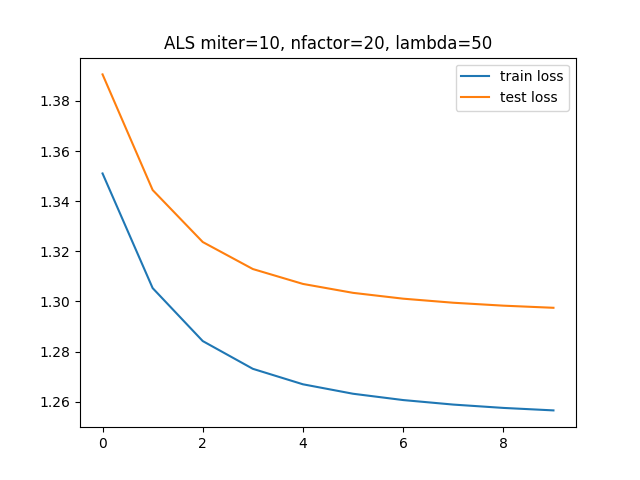 ALS miter=10, nfactor=20, lambda=50
train loss
test loss
1.38
1.36
1.34
1.32
1.30
1.28
1.26
0 2 4 6 8